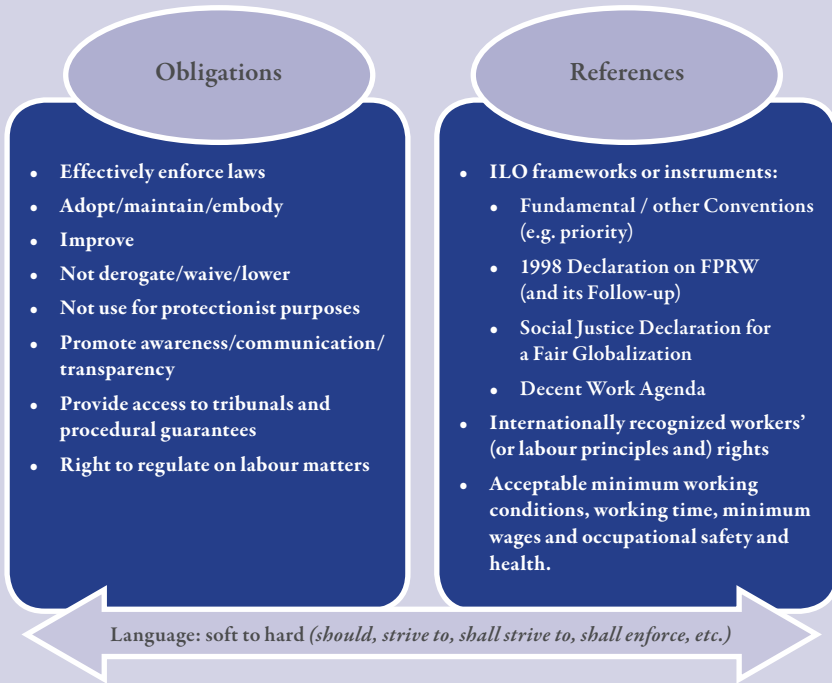 Obligations
• Effectively enforce laws
• Adopt/maintain/embody
• Improve
• Not derogate/waive/lower
• Not use for protectionist purposes
• Promote awareness/communication/
transparency
• Provide access to tribunals and
procedural guarantees
• Right to regulate on labour matters
References
• ILO frameworks or instruments:
• Fundamental / other Conventions
(e.g. priority)
• 1998 Declaration on FPRW
(and its Follow-up)
• Social Justice Declaration for
a Fair Globalization
• Decent Work Agenda
• Internationally recognized workers’
(or labour principles and) rights
• Acceptable minimum working
conditions, working time, minimum
wages and occupational safety and
health.
Language: soft to hard (should, strive to, shall strive to, shall enforce, etc.)